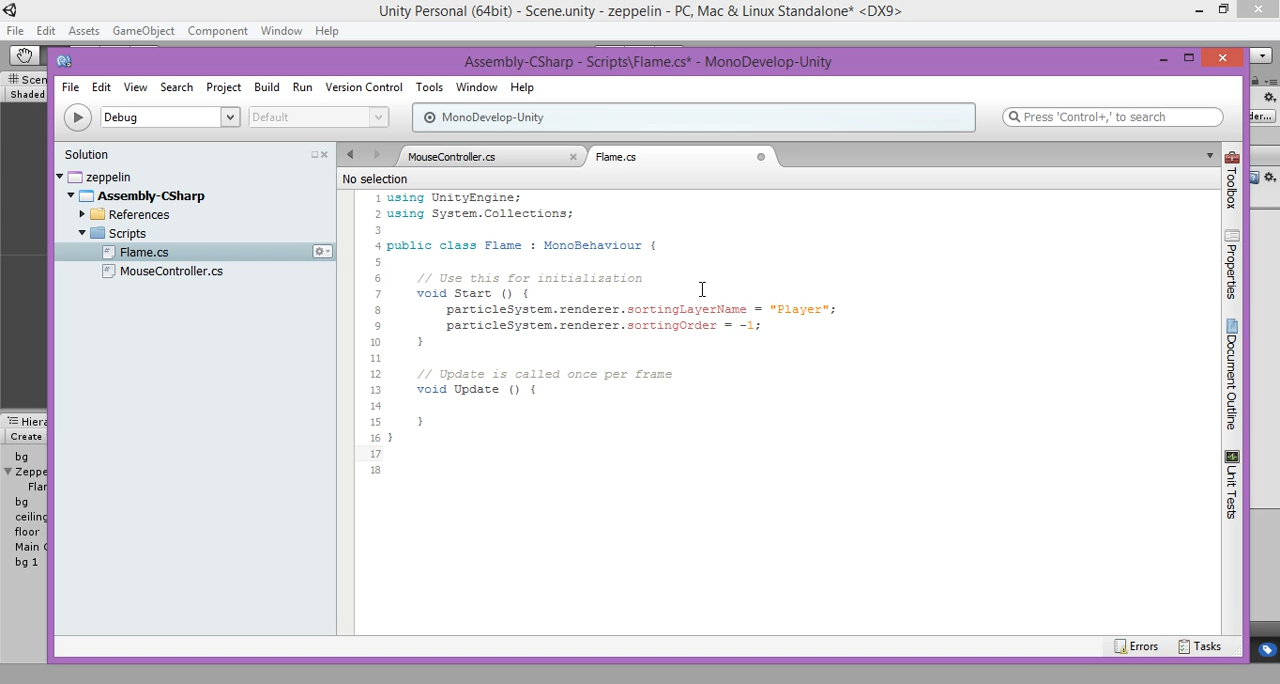 Unity Personal (64bit) - Scene.unity - zeppelin - PC, Mac & Linux Standalone* <DX9>
File Edit Assets GameObject Component Window Help
Assembly-CSharp - Scripts\Flame.cs* - MonoDevelop-Unity
Scen
Shaded
File Edit View Search Project Build Run Version Control Tools Window Help
Debug Default MonoDevelop-Unity Press 'Control+,' to search
Solution
MouseController.cs Flame.cs
zeppelin
No selection
Assembly-CSharp
References
Scripts
Flame.cs
MouseController.cs
1 using UnityEngine;
2 using System.Collections;
3
4 public class Flame : MonoBehaviour {
5
6 // Use this for initialization
7 void Start () {
8 particleSystem.renderer.sortingLayerName = "Player";
9 particleSystem.renderer.sortingOrder = -1;
10 }
11
12 // Update is called once per frame
13 void Update () {
14
15 }
16 }
17
18
Toolbox
Properties
Document Outline
Unit Tests
Hiera
Create
bg
Zeppe
Flar
bg
ceiling
floor
Main C
bg 1
Errors Tasks